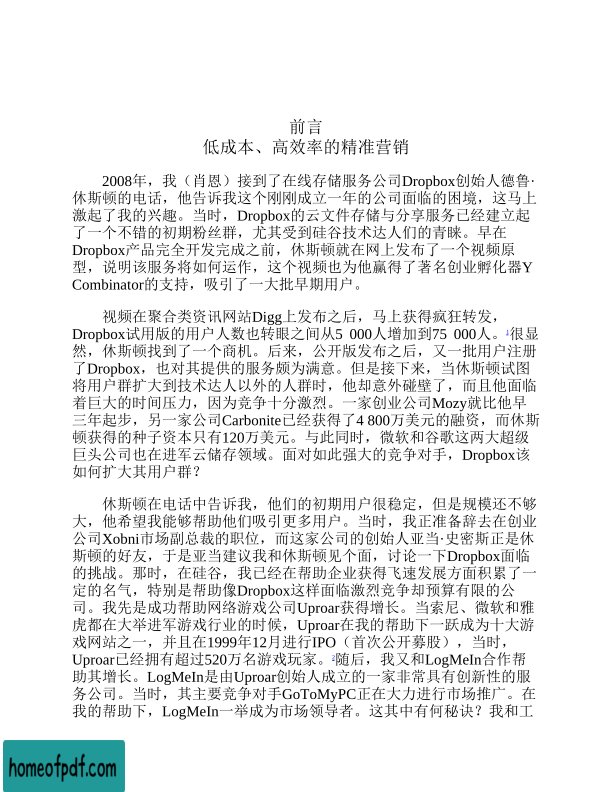 前言
低成本、高效率的精准营销
2008年，我（肖恩）接到了在线存储服务公司Dropbox创始人德鲁·
休斯顿的电话，他告诉我这个刚刚成立一年的公司面临的困境，这马上
激起了我的兴趣。当时，Dropbox的云文件存储与分享服务已经建立起
了一个不错的初期粉丝群，尤其受到硅谷技术达人们的青睐。早在
Dropbox产品完全开发完成之前，休斯顿就在网上发布了一个视频原
型，说明该服务将如何运作，这个视频也为他赢得了著名创业孵化器Y
Combinator的支持，吸引了一大批早期用户。
视频在聚合类资讯网站Digg上发布之后，马上获得疯狂转发，
Dropbox试用版的用户人数也转眼之间从5 000人增加到75 000人。1很显
然，休斯顿找到了一个商机。后来，公开版发布之后，又一批用户注册
了Dropbox，也对其提供的服务颇为满意。但是接下来，当休斯顿试图
将用户群扩大到技术达人以外的人群时，他却意外碰壁了，而且他面临
着巨大的时间压力，因为竞争十分激烈。一家创业公司Mozy就比他早
三年起步，另一家公司Carbonite已经获得了4 800万美元的融资，而休斯
顿获得的种子资本只有120万美元。与此同时，微软和谷歌这两大超级
巨头公司也在进军云储存领域。面对如此强大的竞争对手，Dropbox该
如何扩大其用户群？
休斯顿在电话中告诉我，他们的初期用户很稳定，但是规模还不够
大，他希望我能够帮助他们吸引更多用户。当时，我正准备辞去在创业
公司Xobni市场副总裁的职位，而这家公司的创始人亚当·史密斯正是休
斯顿的好友，于是亚当建议我和休斯顿见个面，讨论一下Dropbox面临
的挑战。那时，在硅谷，我已经在帮助企业获得飞速发展方面积累了一
定的名气，特别是帮助像Dropbox这样面临激烈竞争却预算有限的公
司。我先是成功帮助网络游戏公司Uproar获得增长。当索尼、微软和雅
虎都在大举进军游戏行业的时候，Uproar在我的帮助下一跃成为十大游
戏网站之一，并且在1999年12月进行IPO（首次公开募股），当时，
Uproar已经拥有超过520万名游戏玩家。2随后，我又和LogMeIn合作帮
助其增长。LogMeIn是由Uproar创始人成立的一家非常具有创新性的服
务公司。当时，其主要竞争对手GoToMyPC正在大力进行市场推广。在
我的帮助下，LogMeIn一举成为市场领导者。这其中有何秘诀？我和工
homeofpdf.com